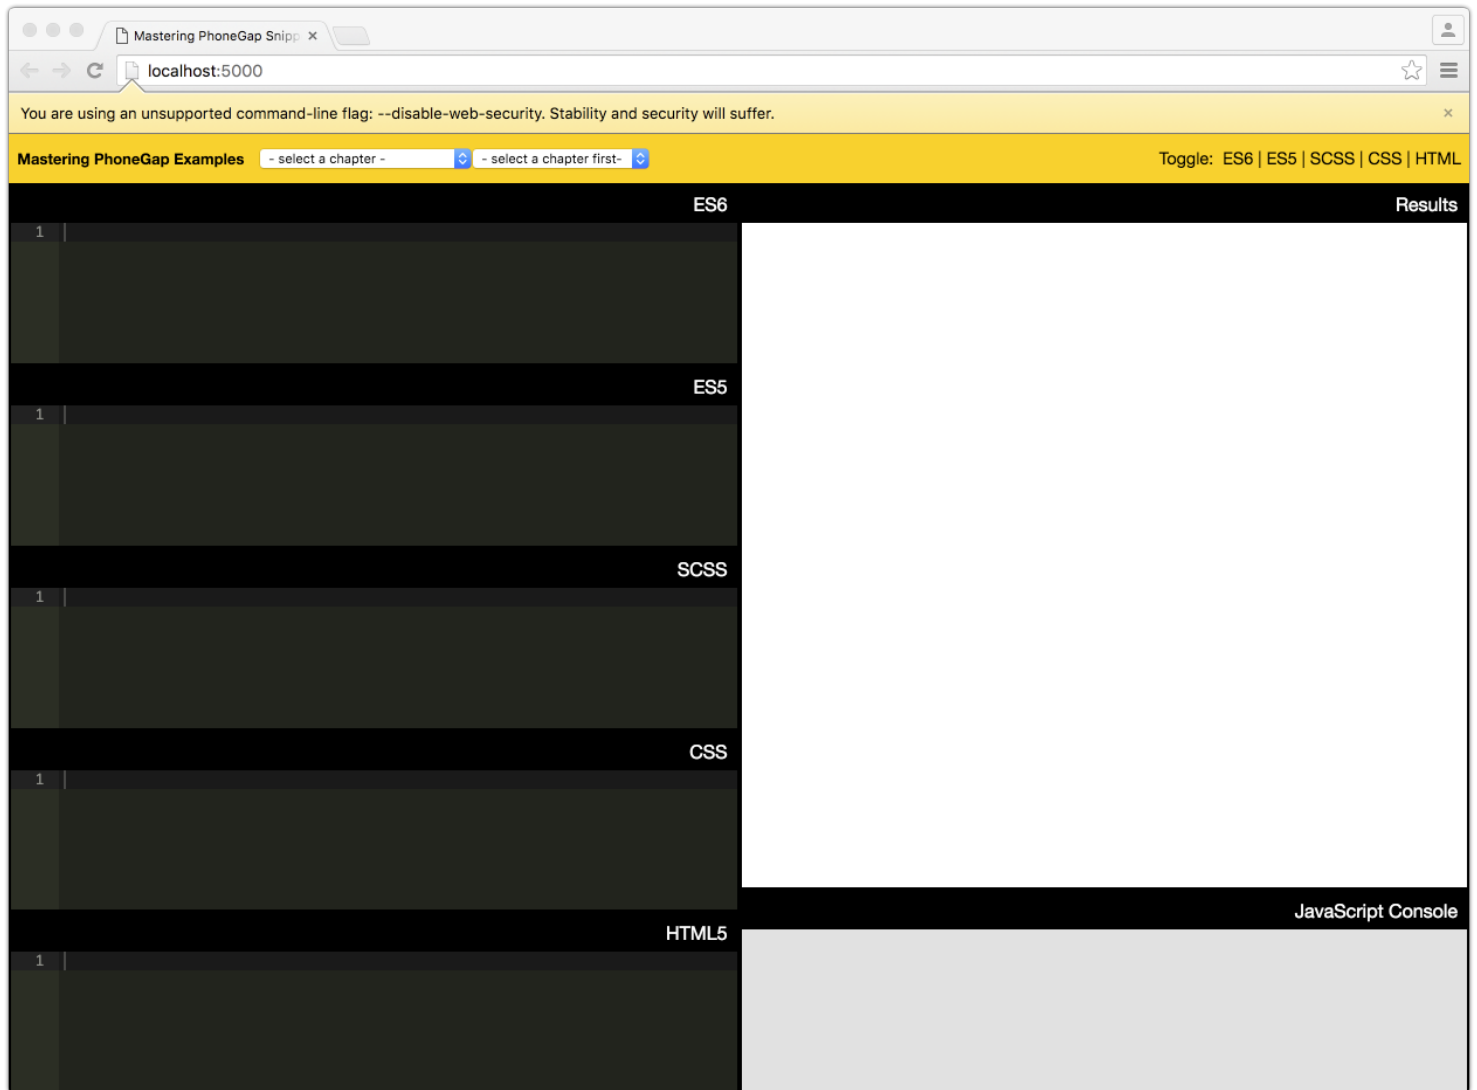 Mastering PhoneGap Snipp
localhost:5000
You are using an unsupported command-line flag: --disable-web-security. Stability and security will suffer.
Mastering PhoneGap Examples - select a chapter - - select a chapter first- Toggle: ES6 | ES5 | SCSS | CSS | HTML
ES6
1
ES5
1
SCSS
1
CSS
1
HTML5
1
Results
JavaScript Console